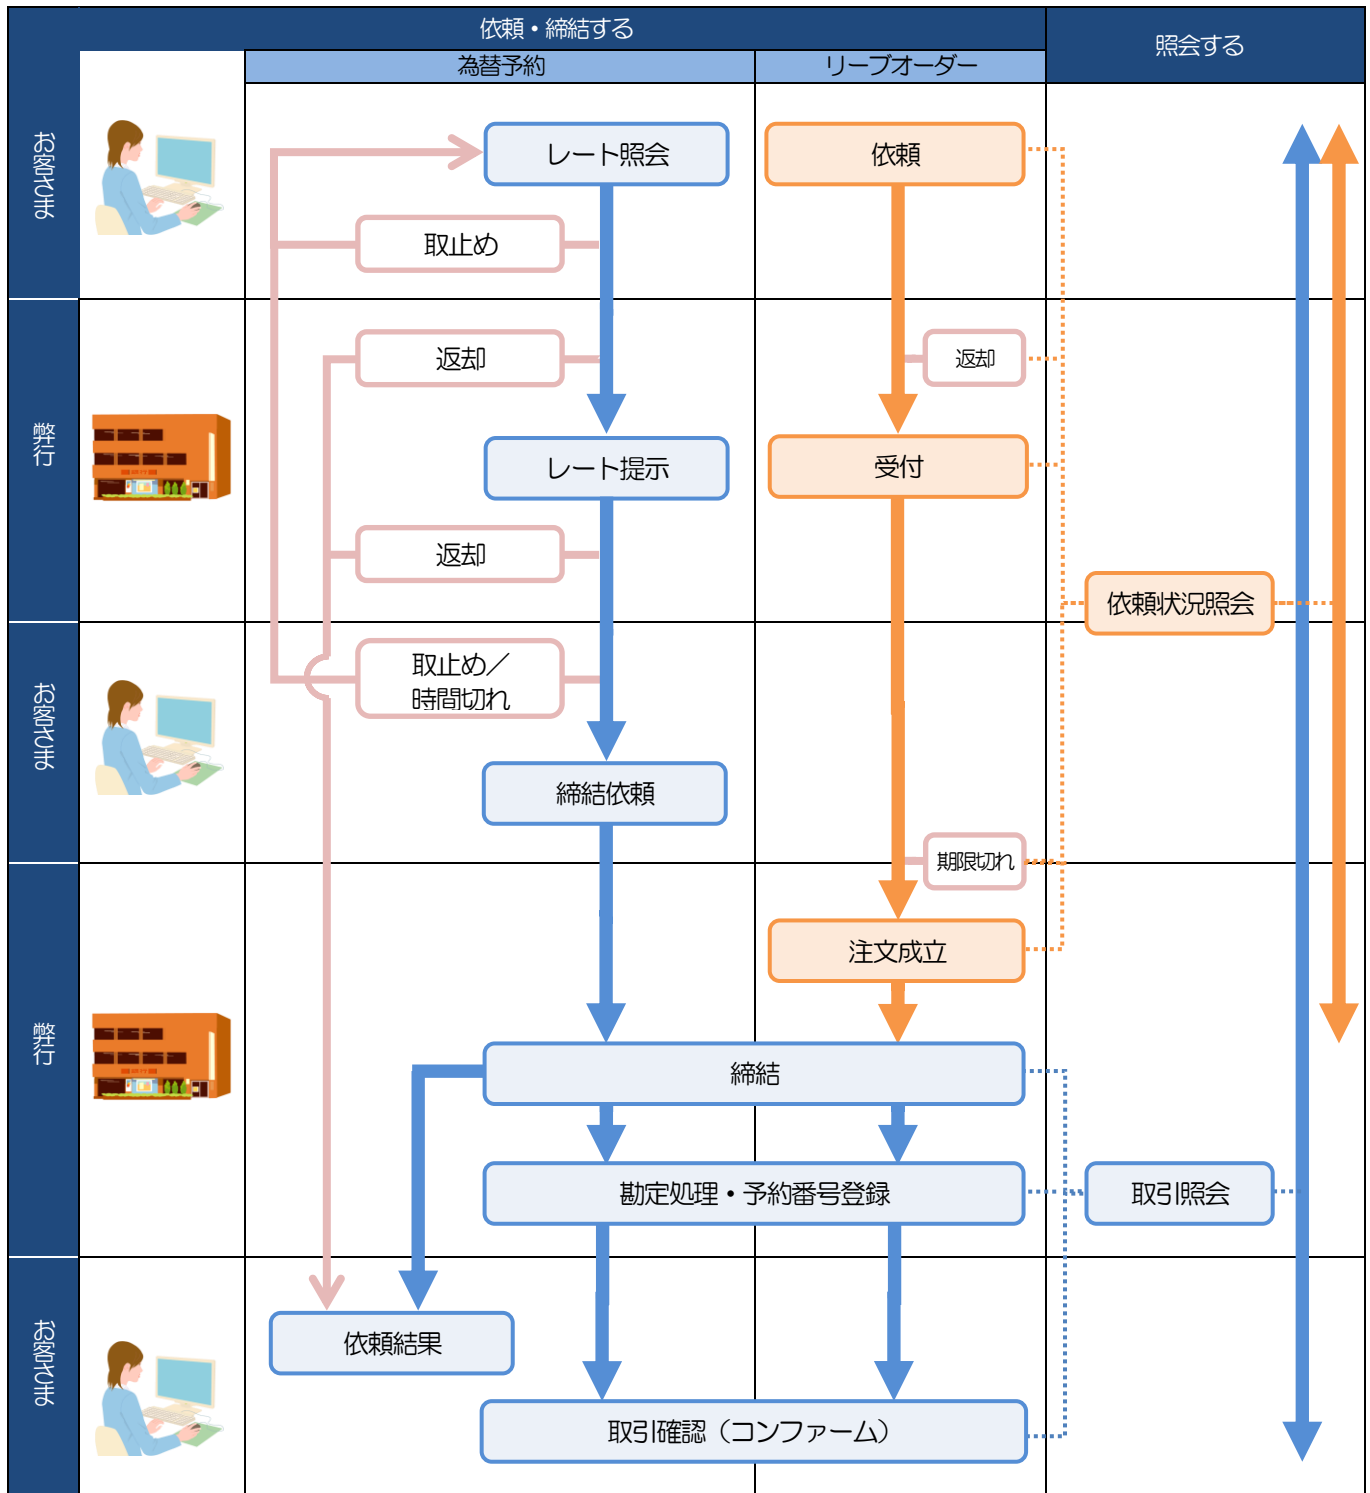 依頼・締結する
照会する
為替予約
リーブオーダー
お客さま
レート照会
依頼
取止め
弊行
返却
返却
レート提示
受付
返却
依頼状況照会
お客さま
取止め／
時間切れ
締結依頼
期限切れ
弊行
注文成立
締結
勘定処理・予約番号登録
取引照会
お客さま
依頼結果
取引確認（コンファーム）